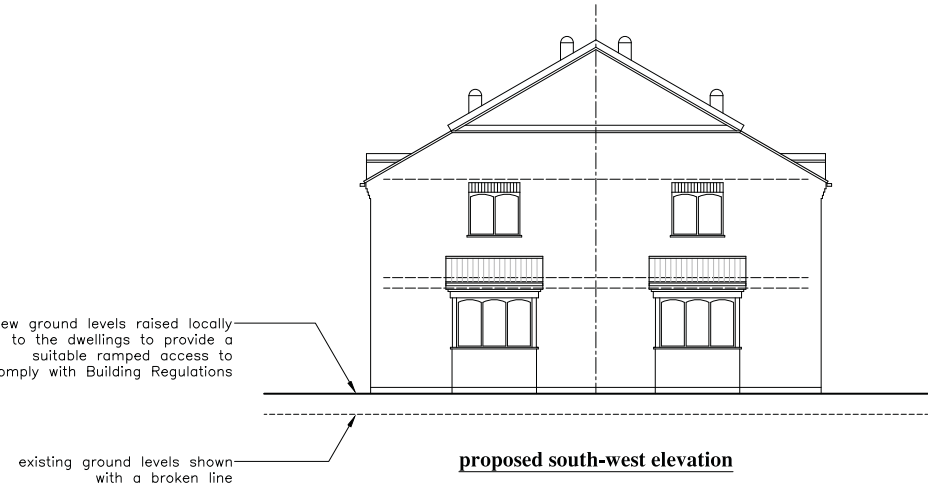 ew ground levels raised locally
to the dwellings to provide a
suitable ramped access to
omply with Building Regulations
existing ground levels shown
with a broken line
proposed south-west elevation